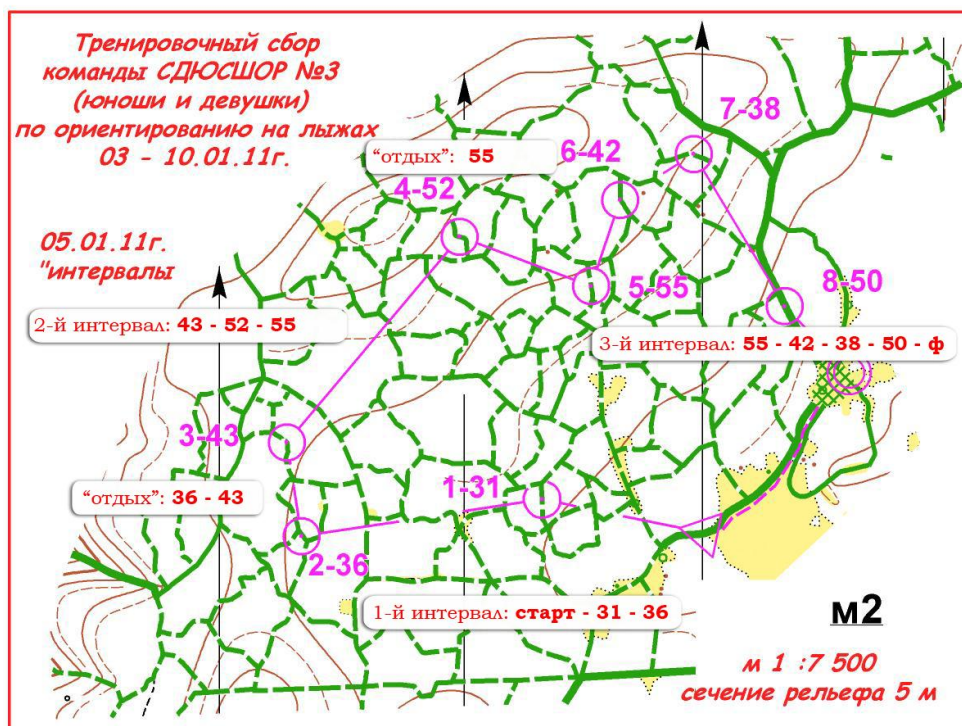 Тренировочный сбор
команды СДЮСШОР №3
(юноши и девушки)
по ориентированию на лыжах
03 - 10.01.11г.
7-38
6-42
"отдых": 55
4-52
05.01.11г.
"интервалы
5-55
8-50
2-й интервал: 43 - 52 - 55
3-й интервал: 55 - 42 - 38 - 50 - ф
3-43
"отдых": 36 - 43
1-31
2-36
1-й интервал: старт - 31 - 36
м2
м 1 :7 500
сечение рельефа 5 м